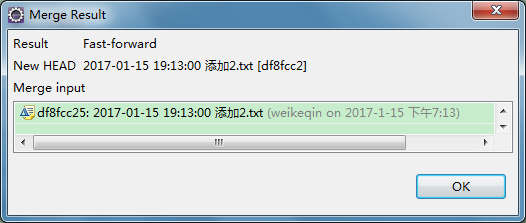 Merge Result
Result Fast-forward
New HEAD 2017-01-15 19:13:00 添加2.txt [df8fcc2]
Merge input
df8fcc25: 2017-01-15 19:13:00 添加2.txt (weikeqin on 2017-1-15 下午7:13)
OK